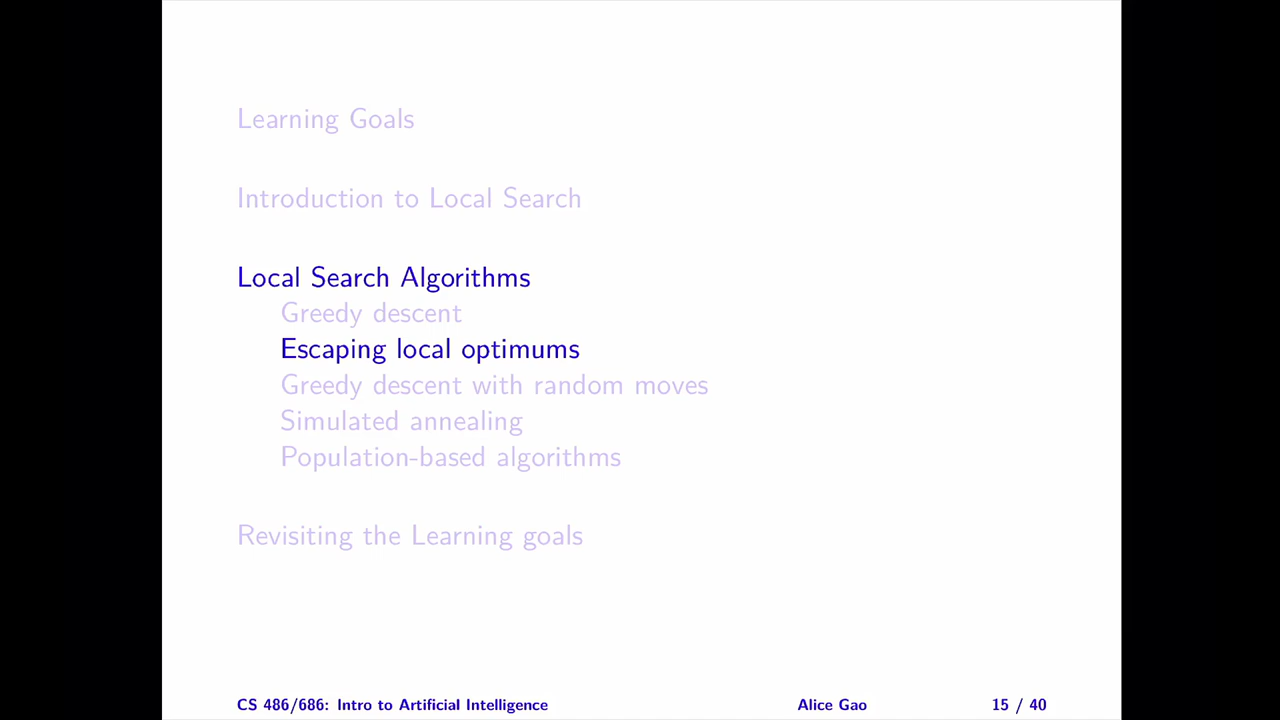 Learning Goals
Introduction to Local Search
Local Search Algorithms
Greedy descent
Escaping local optimums
Greedy descent with random moves
Simulated annealing
Population-based algorithms
Revisiting the Learning goals
CS 486/686: Intro to Artificial Intelligence Alice Gao 15 / 40